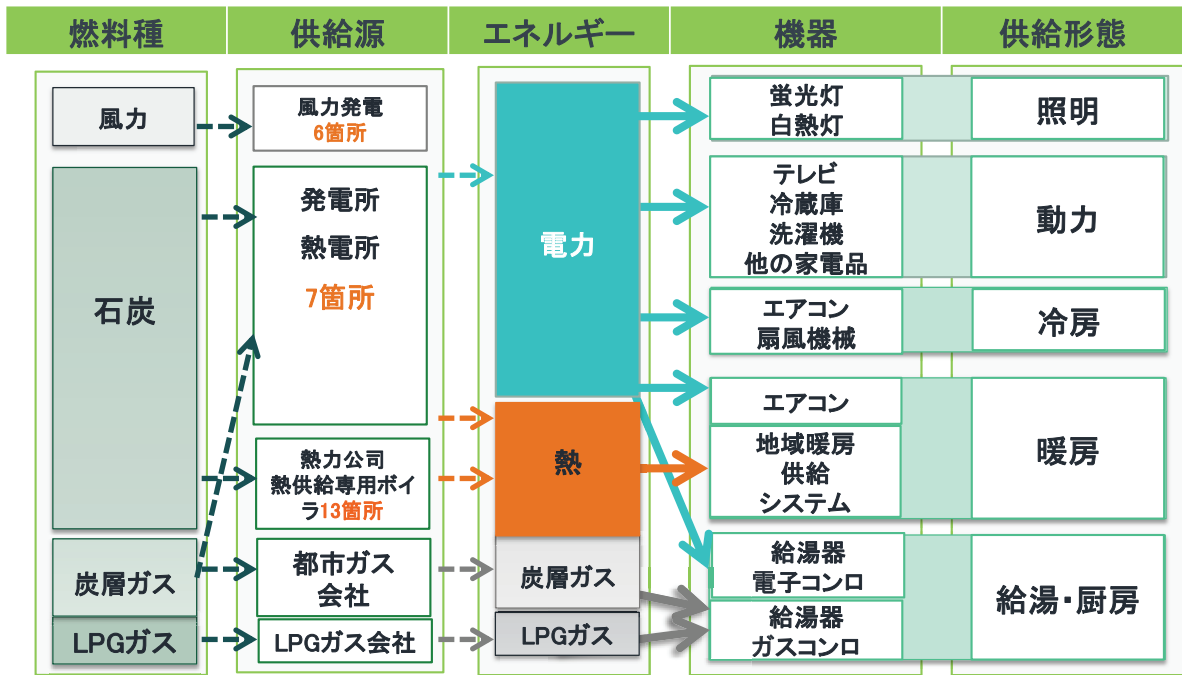 燃料種
供給源
エネルギー
機器
供給形態
風力
石炭
炭層ガス
LPGガス
風力発電
6箇所
発電所
熱電所
7箇所
熱力公司
熱供給専用ボイ
ラ13箇所
都市ガス
会社
LPGガス会社
電力
熱
炭層ガス
LPGガス
蛍光灯
白熱灯
テレビ
冷蔵庫
洗濯機
他の家電品
エアコン
扇風機械
エアコン
地域暖房
供給
システム
給湯器
電子コンロ
給湯器
ガスコンロ
照明
動力
冷房
暖房
給湯・厨房